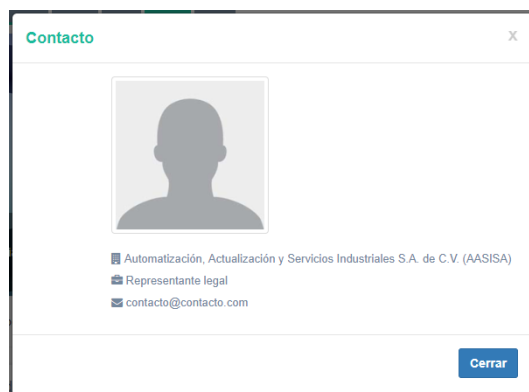 Contacto
x
Automatización, Actualización y Servicios Industriales S.A. de C.V. (AASISA)
Representante legal
contacto@contacto.com
Cerrar